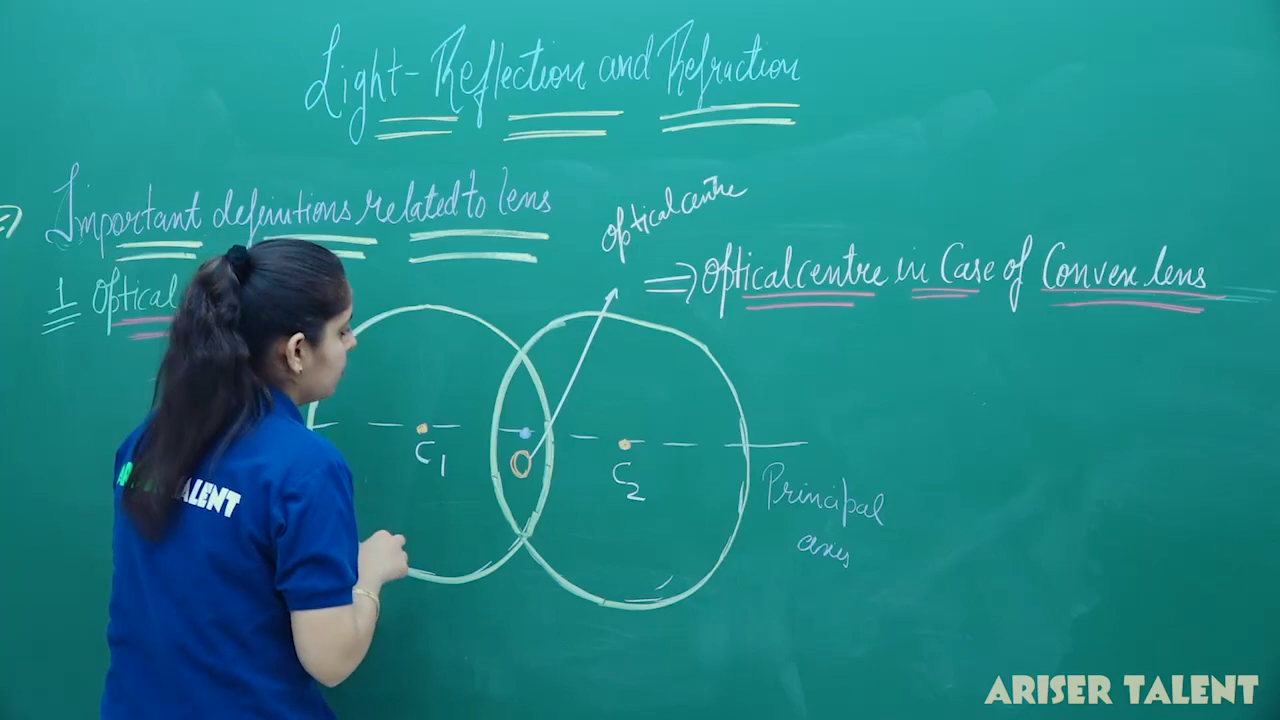 Light-Reflection and Refraction
Important definitions related to lens
1 Optical
Optical centre
⇒ Optical centre in Case of Convex lens
C1
O
C2
Principal
axis
TALENT
ARISER TALENT